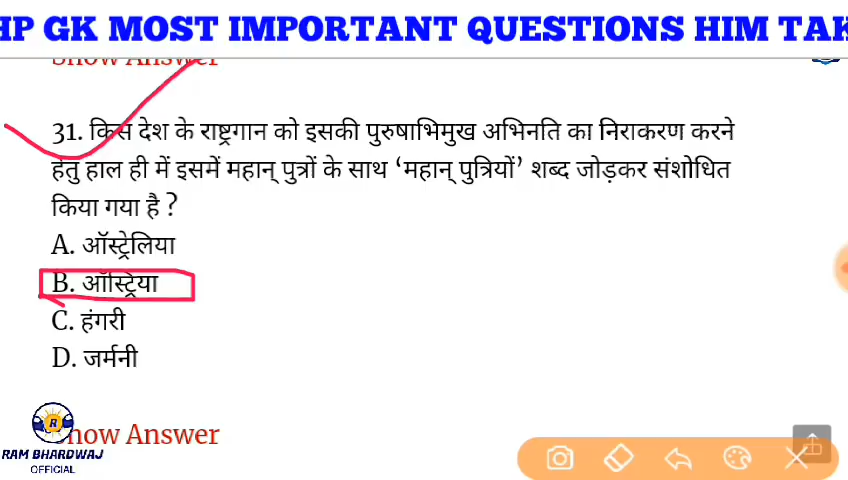 HP GK MOST IMPORTANT QUESTIONS HIM TAK
Show Answer
31. किस देश के राष्ट्रगान को इसकी पुरुषाभिमुख अभिनति का निराकरण करने
हेतु हाल ही में इसमें महान् पुत्रों के साथ ‘महान् पुत्रियों’ शब्द जोड़कर संशोधित
किया गया है ?
A. ऑस्ट्रेलिया
B. ऑस्ट्रिया
C. हंगरी
D. जर्मनी
Show Answer
R
RAM BHARDWAJ
OFFICIAL